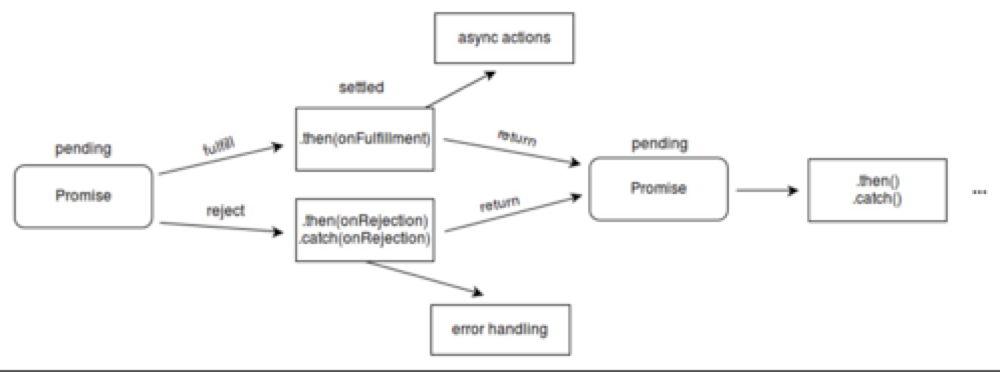 async actions
settled
pending
fulfill
.then(onFulfillment)
return
pending
Promise
reject
.then(onRejection)
.catch(onRejection)
return
Promise
.then()
.catch()
...
error handling